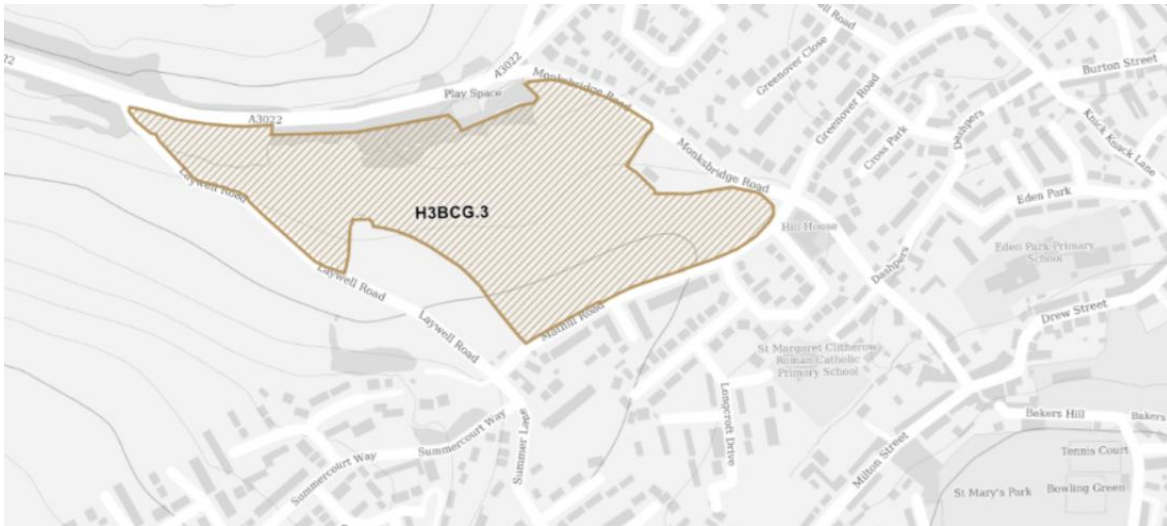 ll Road
Greenover Close
Burton Street
22
A3022
Play Space
Monksbridge Road
A3022
Greenover Road
Dashpers
Knick Knack Lane
Cross Park
Monksbridge Road
Laywell Road
Eden Park
H3BCG.3
Hill House
Eden Park Primary
School
Dashpers
Laywell Road
Drew Street
Laywell Road
Mathill Road
St Margaret Clitherow
Roman Catholic
Primary School
Longcroft Drive
Bakers Hill
Bakers
Summercourt Way
Summer Lane
Milton Street
Summercourt Way
Tennis Court
St Mary's Park
Bowling Green